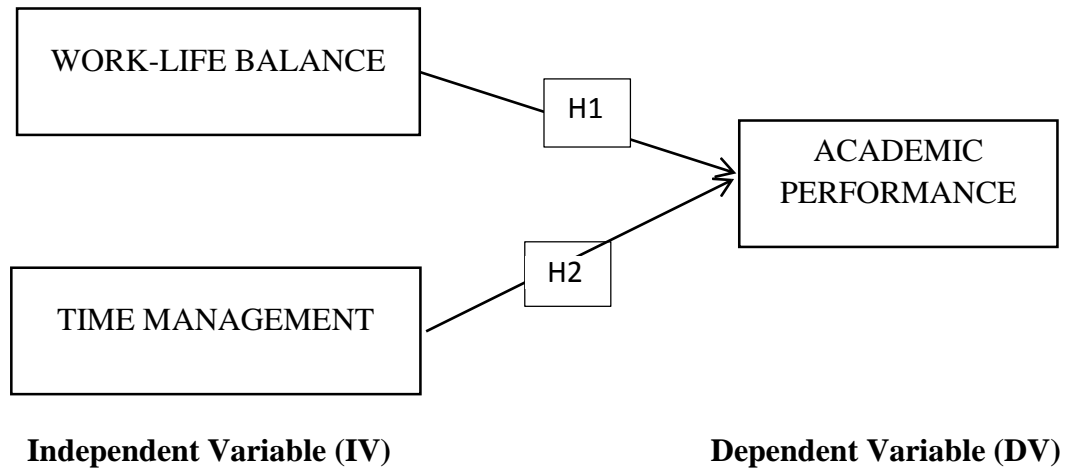 WORK-LIFE BALANCE
H1
ACADEMIC
PERFORMANCE
H2
TIME MANAGEMENT
Independent Variable (IV)
Dependent Variable (DV)